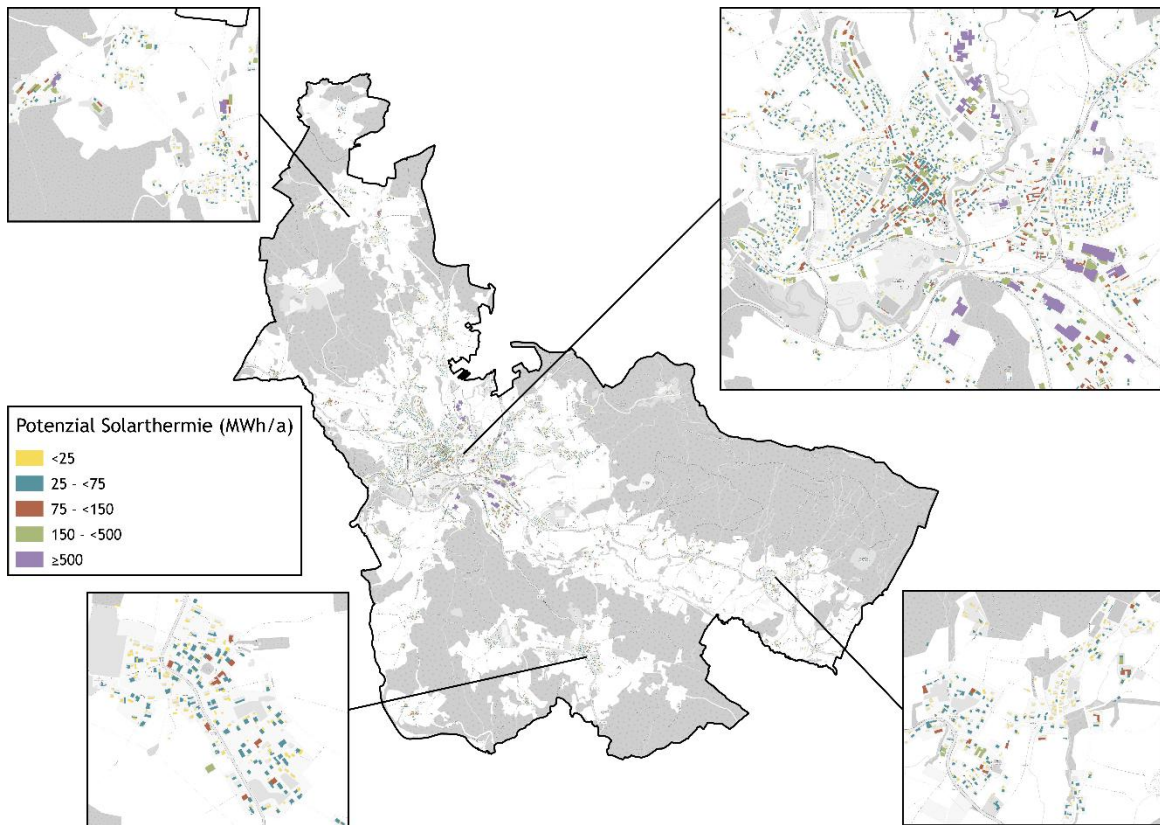 Potenzial Solarthermie (MWh/a)
<25
25 - <75
75 - <150
150 - <500
≥500